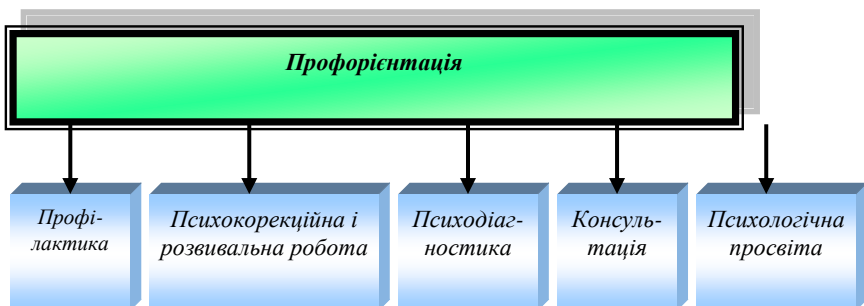 Профорієнтація
Профі-
лактика
Психокорекційна і
розвивальна робота
Психодіаг-
ностика
Консуль-
тація
Психологічна
просвіта